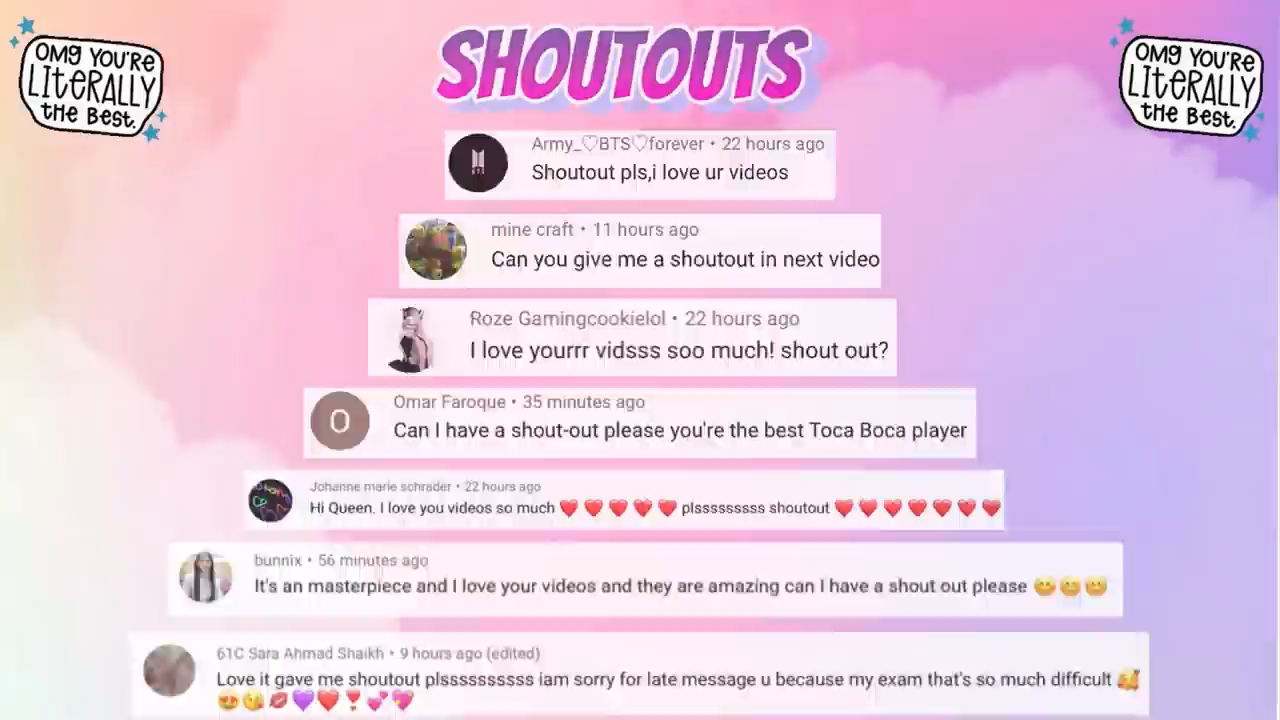 OMG YOU'RE
LITERALLY
the BEST.
SHOUTOUTS
OMG YOU'RE
LITERALLY
the BEST.
Army_♡BTS♡forever • 22 hours ago
Shoutout pls,i love ur videos
mine craft • 11 hours ago
Can you give me a shoutout in next video
Roze Gamingcookielol • 22 hours ago
I love yourrr vidsss soo much! shout out?
O
Omar Faroque • 35 minutes ago
Can I have a shout-out please you're the best Toca Boca player
Johanne marie schrader • 22 hours ago
Hi Queen. I love you videos so much ❤️ ❤️ ❤️ ❤️ ❤️ plsssssssss shoutout ❤️ ❤️ ❤️ ❤️ ❤️ ❤️ ❤️
bunnix • 56 minutes ago
It's an masterpiece and I love your videos and they are amazing can I have a shout out please 😊😊😊
61C Sara Ahmad Shaikh • 9 hours ago (edited)
Love it gave me shoutout plssssssssss iam sorry for late message u because my exam that's so much difficult 🥰
😍😘💋💜❤️❣️💕💖